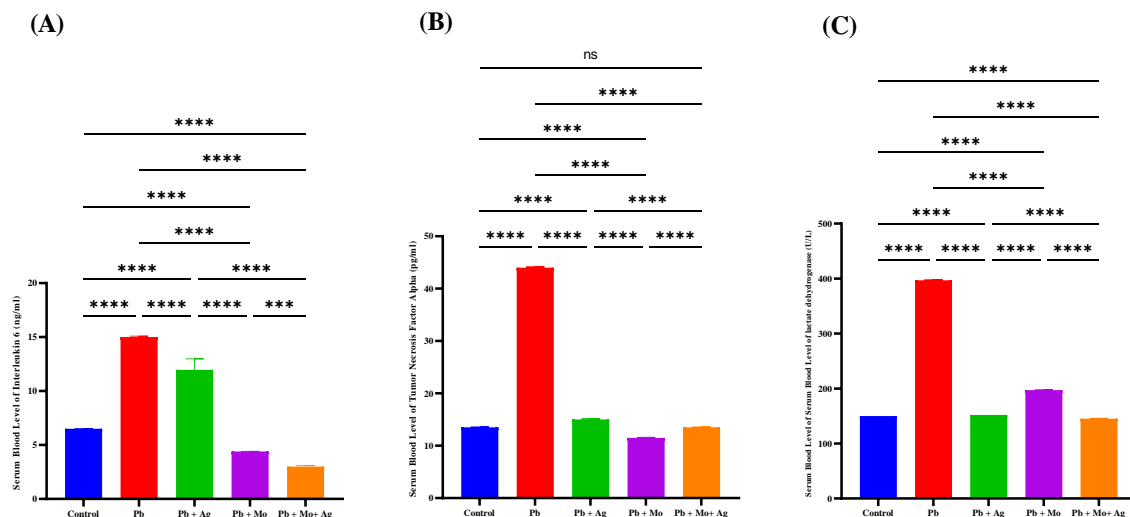 (A)
****
****
****
****
**** ****
**** **** **** ***
Serum Blood Level of Interleukin 6 (ng/ml)
20
15
10
5
0
Control Pb Pb + Ag Pb + Mo Pb + Mo+ Ag
(B)
ns
****
****
****
**** ****
**** **** **** ****
Serum Blood Level of Tumor Necrosis Factor Alpha (pg/ml)
50
40
30
20
10
0
Control Pb Pb + Ag Pb + Mo Pb + Mo+ Ag
(C)
****
****
****
****
**** ****
**** **** **** ****
Serum Blood Level of Serum Blood Level of lactate dehydrogenase (U/L)
500
400
300
200
100
0
Control Pb Pb + Ag Pb + Mo Pb + Mo+ Ag